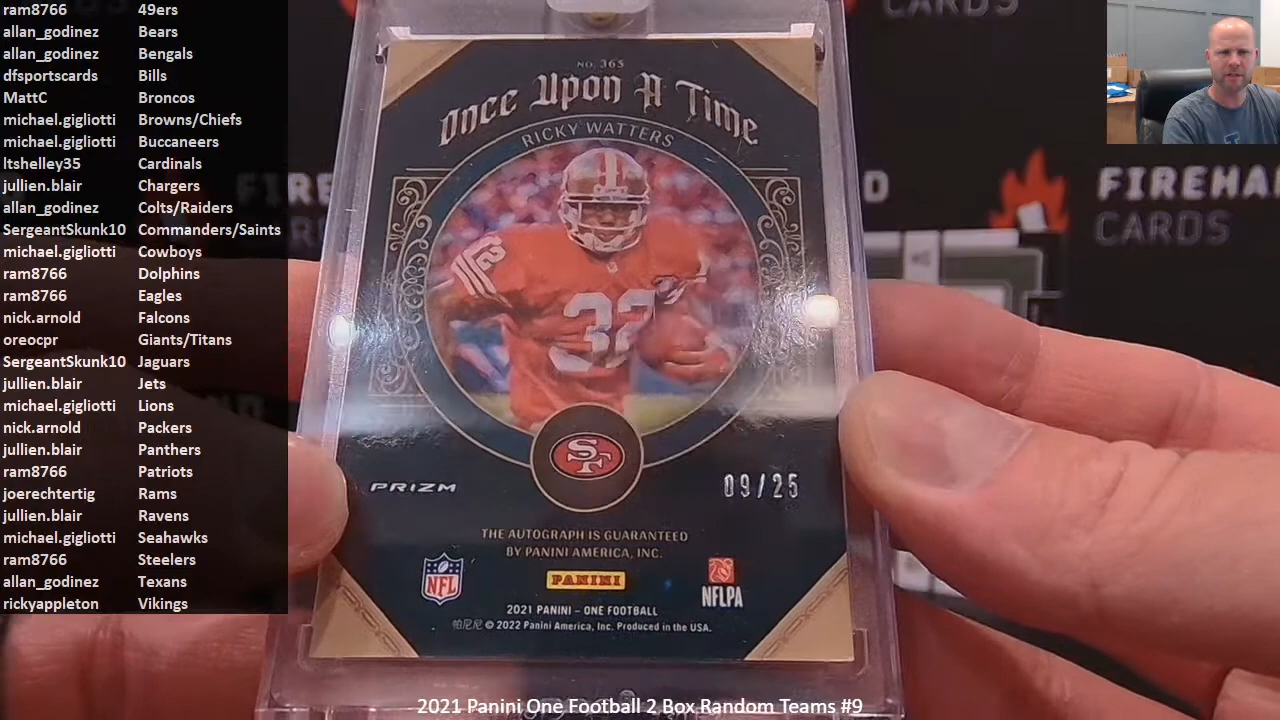 ram8766 49ers
allan_godinez Bears
allan_godinez Bengals
dfsportscards Bills
MattC Broncos
michael.gigliotti Browns/Chiefs
michael.gigliotti Buccaneers
ltshelley35 Cardinals
jullien.blair Chargers
allan_godinez Colts/Raiders
SergeantSkunk10 Commanders/Saints
michael.gigliotti Cowboys
ram8766 Dolphins
ram8766 Eagles
nick.arnold Falcons
oreocpr Giants/Titans
SergeantSkunk10 Jaguars
jullien.blair Jets
michael.gigliotti Lions
nick.arnold Packers
jullien.blair Panthers
ram8766 Patriots
joerechtertig Rams
jullien.blair Ravens
michael.gigliotti Seahawks
ram8766 Steelers
allan_godinez Texans
rickyappleton Vikings
NO. 365
Once Upon A Time
RICKY WATTERS
32
SF
PRIZM
09/25
THE AUTOGRAPH IS GUARANTEED
BY PANINI AMERICA, INC.
NFL
PANINI
NFLPA
2021 PANINI - ONE FOOTBALL
帕尼尼 © 2022 Panini America, Inc. Produced in the USA.
CARDS
FIREHA
CARDS
2021 Panini One Football 2 Box Random Teams #9